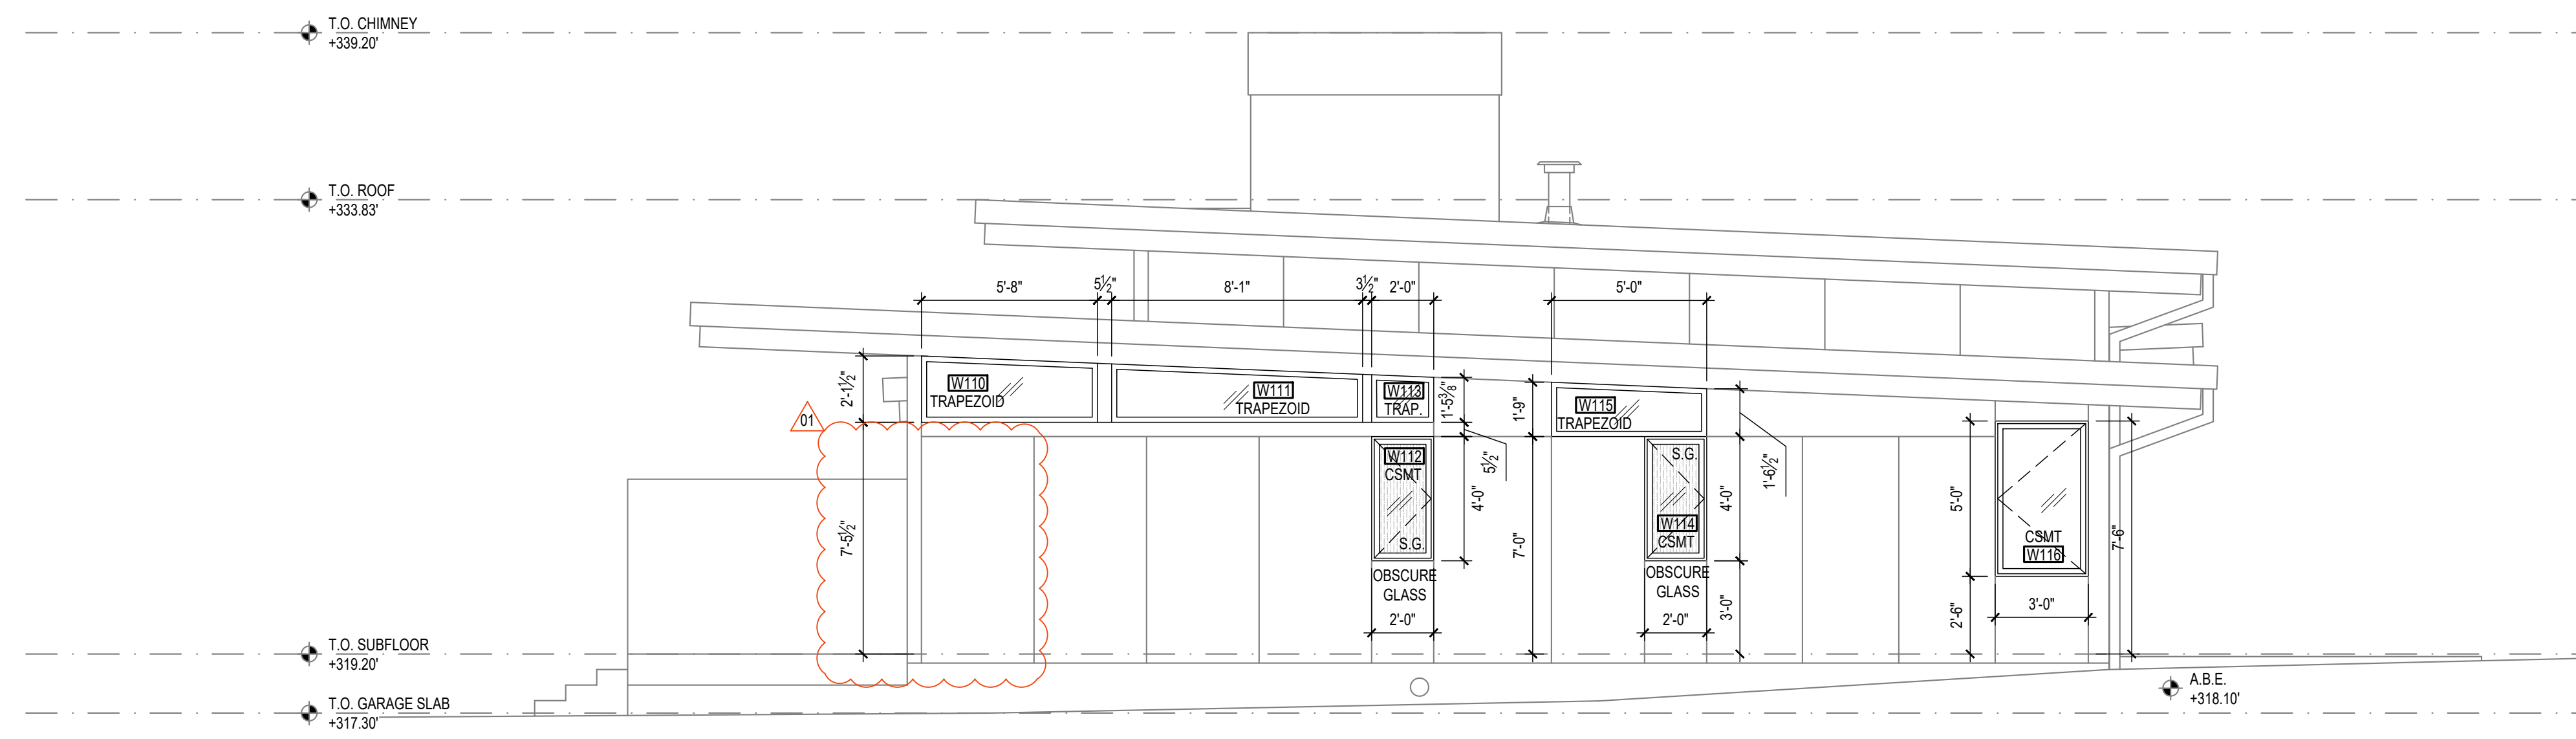 T.O. CHIMNEY
+339.20'
T.O. ROOF
+333.83'
5'-8"
5½"
8'-1"
3½"
2'-0"
5'-0"
2'-1½"
W110
TRAPEZOID
W111
TRAPEZOID
W113
TRAP.
1'-5⅜"
1'-9"
W115
TRAPEZOID
01
7'-5½"
W112
CSMT
S.G.
5½"
4'-0"
7'-0"
S.G.
W114
CSMT
4'-0"
1'-6½"
5'-0"
CSMT
W116
7'-6"
OBSCURE
GLASS
2'-0"
OBSCURE
GLASS
2'-0"
3'-0"
2'-6"
3'-0"
T.O. SUBFLOOR
+319.20'
T.O. GARAGE SLAB
+317.30'
A.B.E.
+318.10'